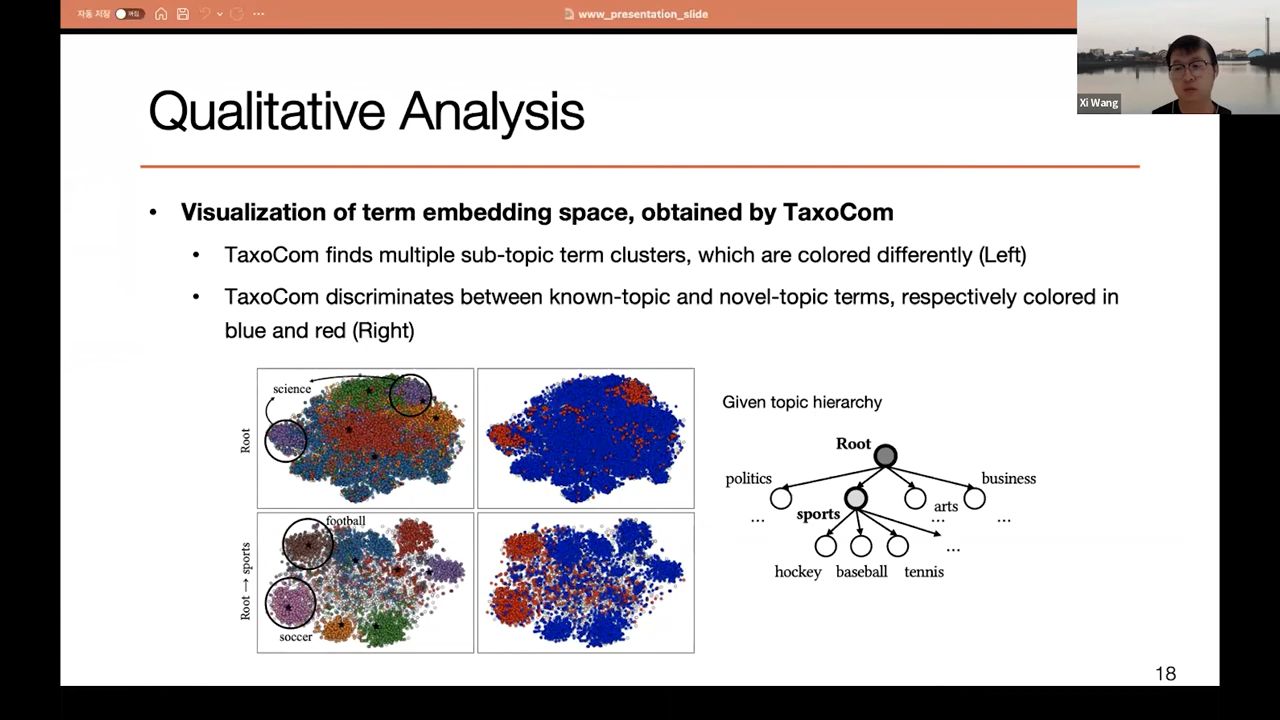 자동 저장 꺼짐 www_presentation_slide
Xi Wang
Qualitative Analysis
• Visualization of term embedding space, obtained by TaxoCom
• TaxoCom finds multiple sub-topic term clusters, which are colored differently (Left)
• TaxoCom discriminates between known-topic and novel-topic terms, respectively colored in
blue and red (Right)
Root
science
Root → sports
football
soccer
Given topic hierarchy
Root
politics
business
sports
arts
...
...
...
hockey baseball tennis
...
18